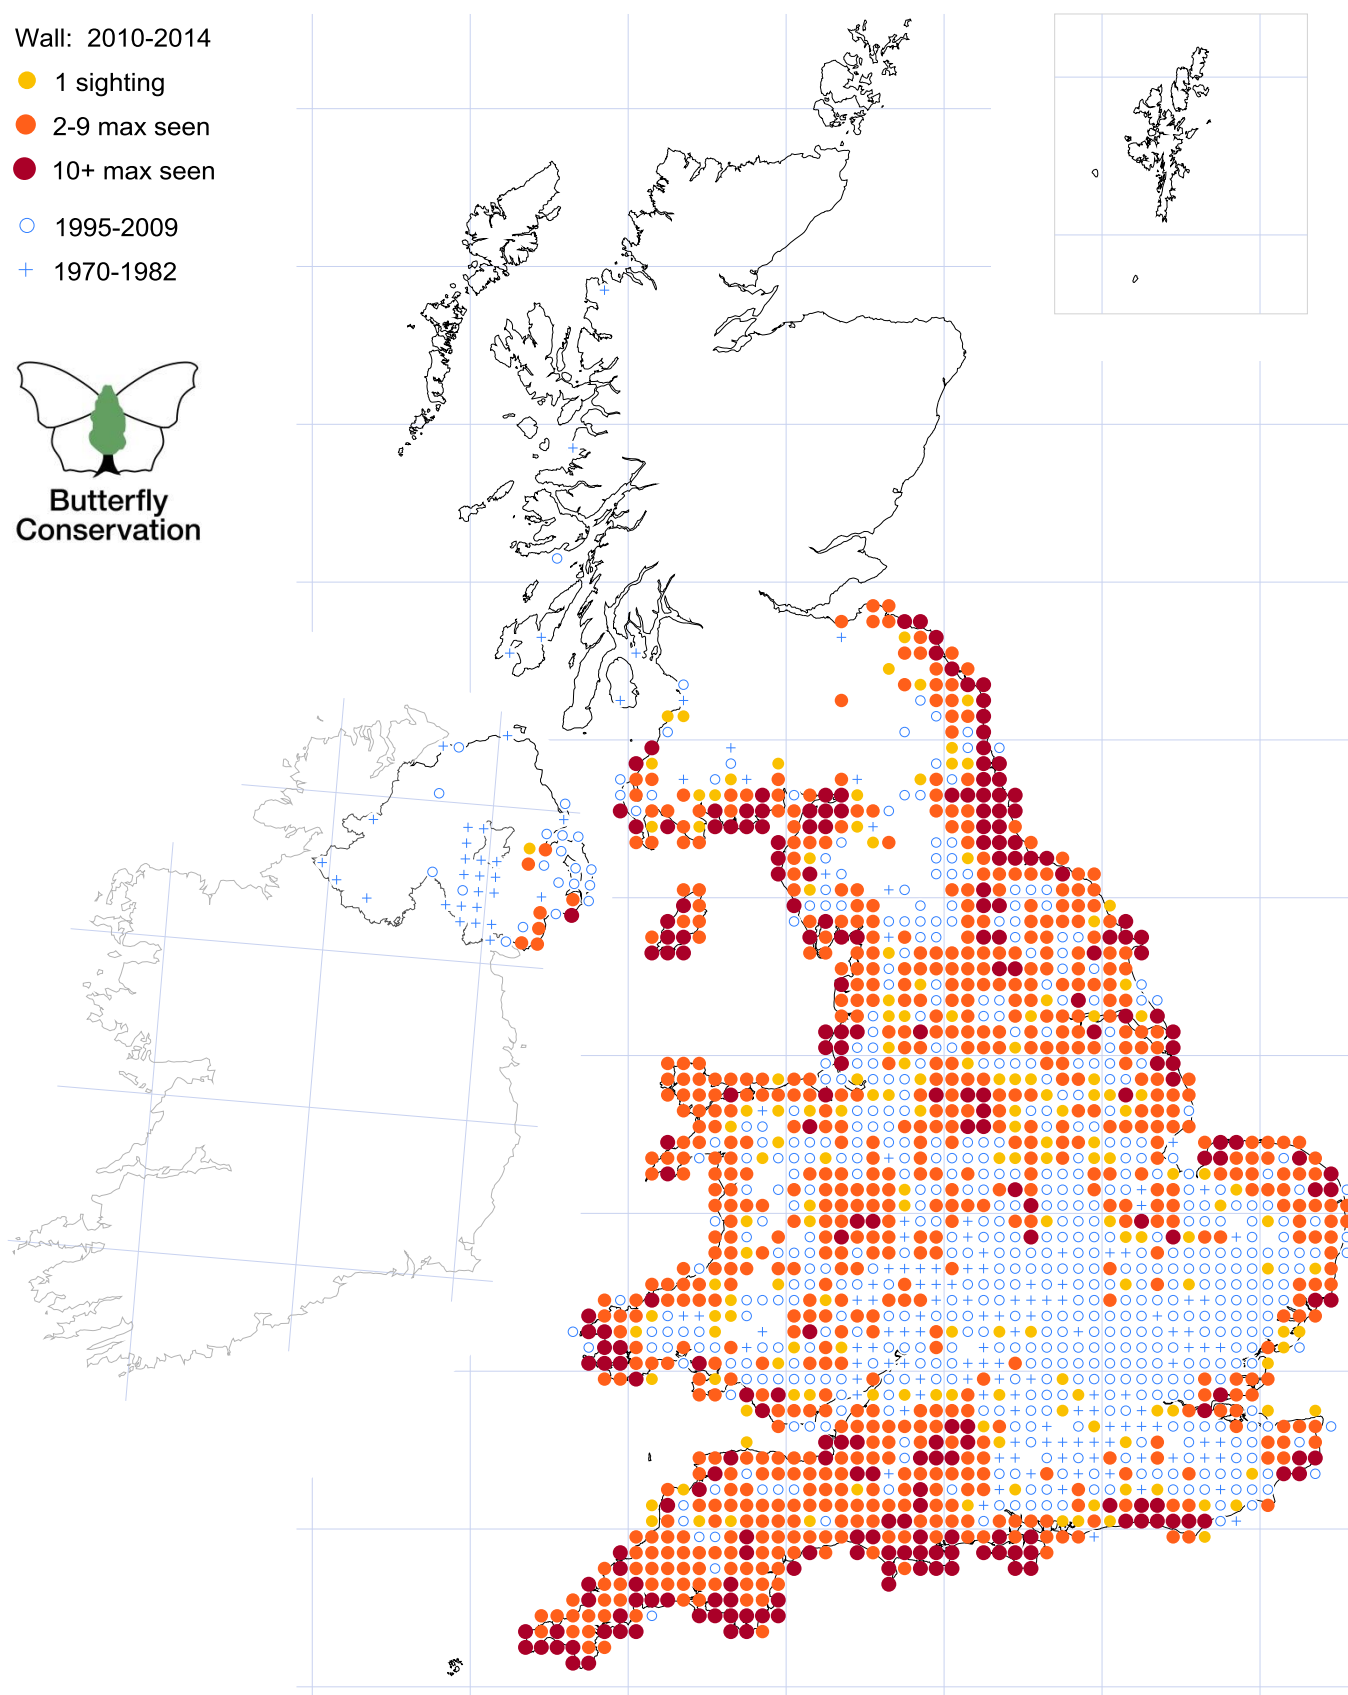 Wall: 2010-2014
1 sighting
2-9 max seen
10+ max seen
1995-2009
1970-1982
Butterfly
Conservation